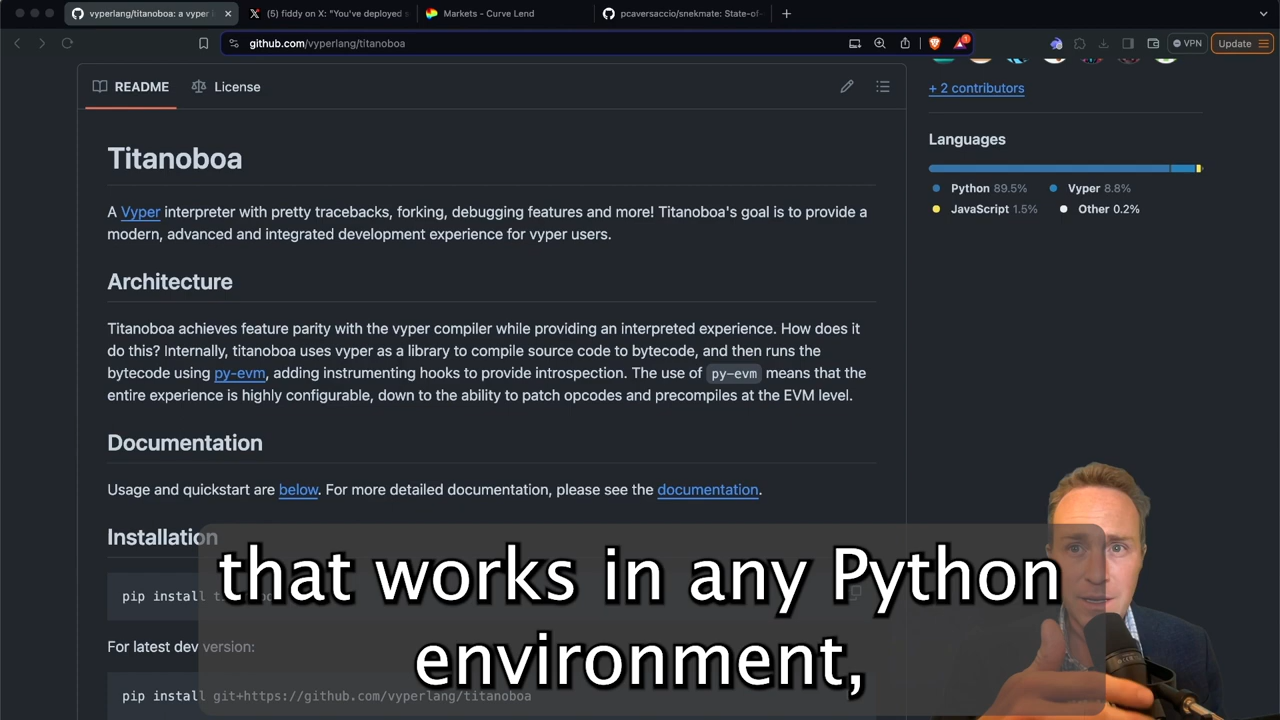 vyperlang/titanoboa: a vyper i
(5) fiddy on X: "You've deployed s
Markets - Curve Lend
pcaversaccio/snekmate: State-of-
github.com/vyperlang/titanoboa
1
VPN
Update
README
License
+ 2 contributors
Languages
Python 89.5%
Vyper 8.8%
JavaScript 1.5%
Other 0.2%
Titanoboa
A Vyper interpreter with pretty tracebacks, forking, debugging features and more! Titanoboa's goal is to provide a
modern, advanced and integrated development experience for vyper users.
Architecture
Titanoboa achieves feature parity with the vyper compiler while providing an interpreted experience. How does it
do this? Internally, titanoboa uses vyper as a library to compile source code to bytecode, and then runs the
bytecode using py-evm, adding instrumenting hooks to provide introspection. The use of py-evm means that the
entire experience is highly configurable, down to the ability to patch opcodes and precompiles at the EVM level.
Documentation
Usage and quickstart are below. For more detailed documentation, please see the documentation.
Installation
pip install
For latest dev version:
pip install git+https://github.com/vyperlang/titanoboa
that works in any Python
environment,